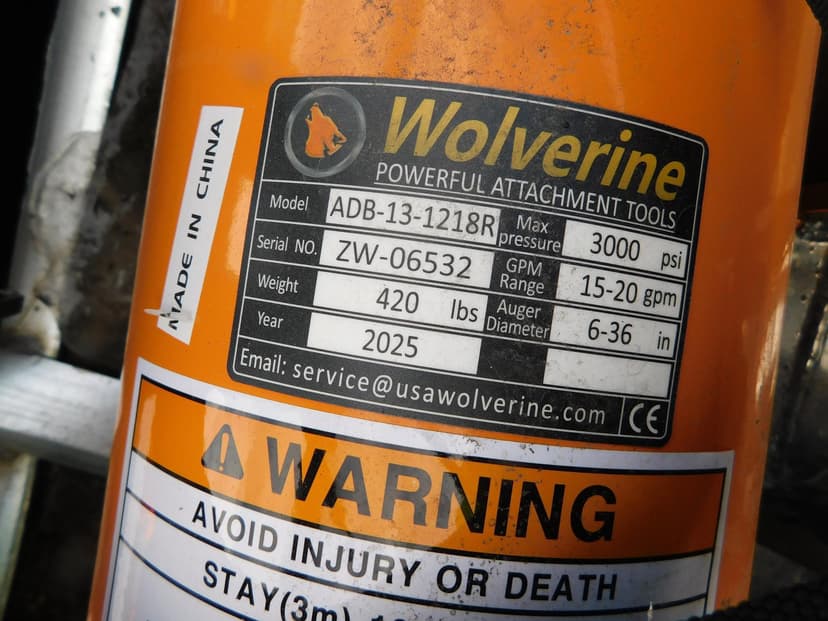 Wolverine
POWERFUL ATTACHMENT TOOLS
Model ADB-13-1218R Max pressure 3000 psi
Serial NO. ZW-06532 GPM Range 15-20 gpm
Weight 420 lbs Auger Diameter 6-36 in
Year 2025
Email: service@usawolverine.com CE
MADE IN CHINA
WARNING
AVOID INJURY OR DEATH
STAY(3m)